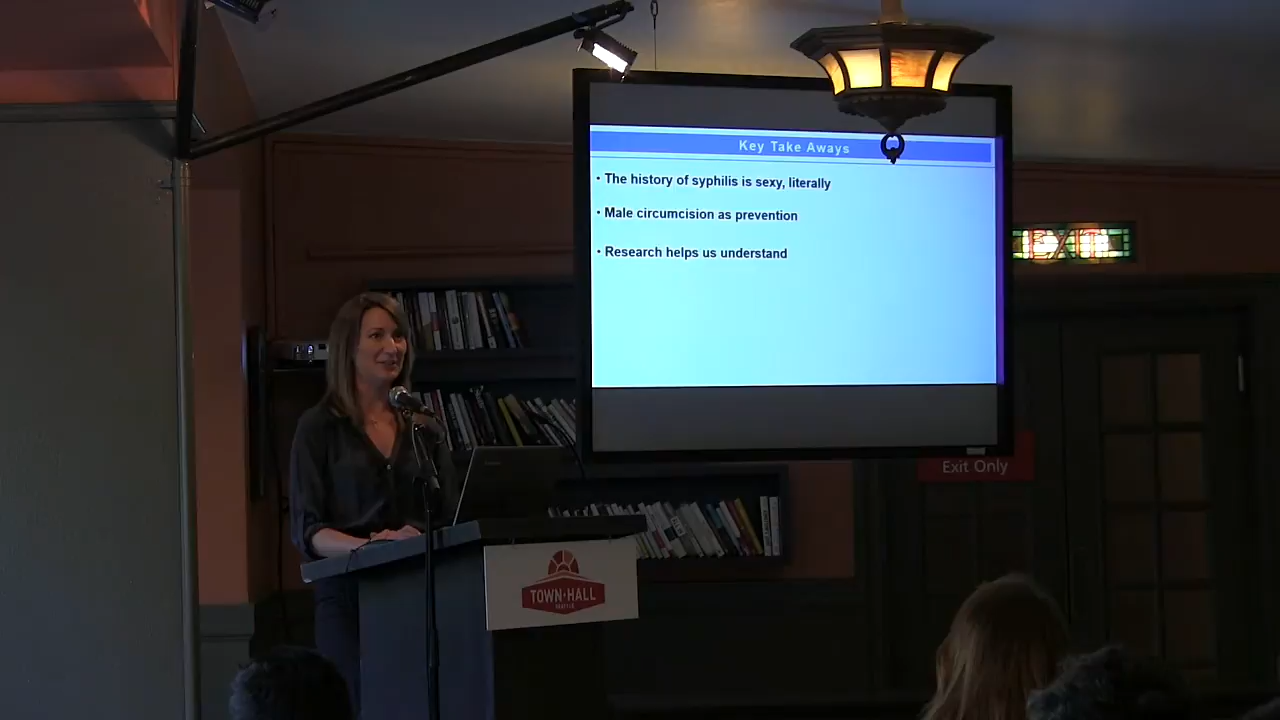 Key Take Aways
• The history of syphilis is sexy, literally
• Male circumcision as prevention
• Research helps us understand
EXIT
Exit Only
TOWN·HALL
SEATTLE